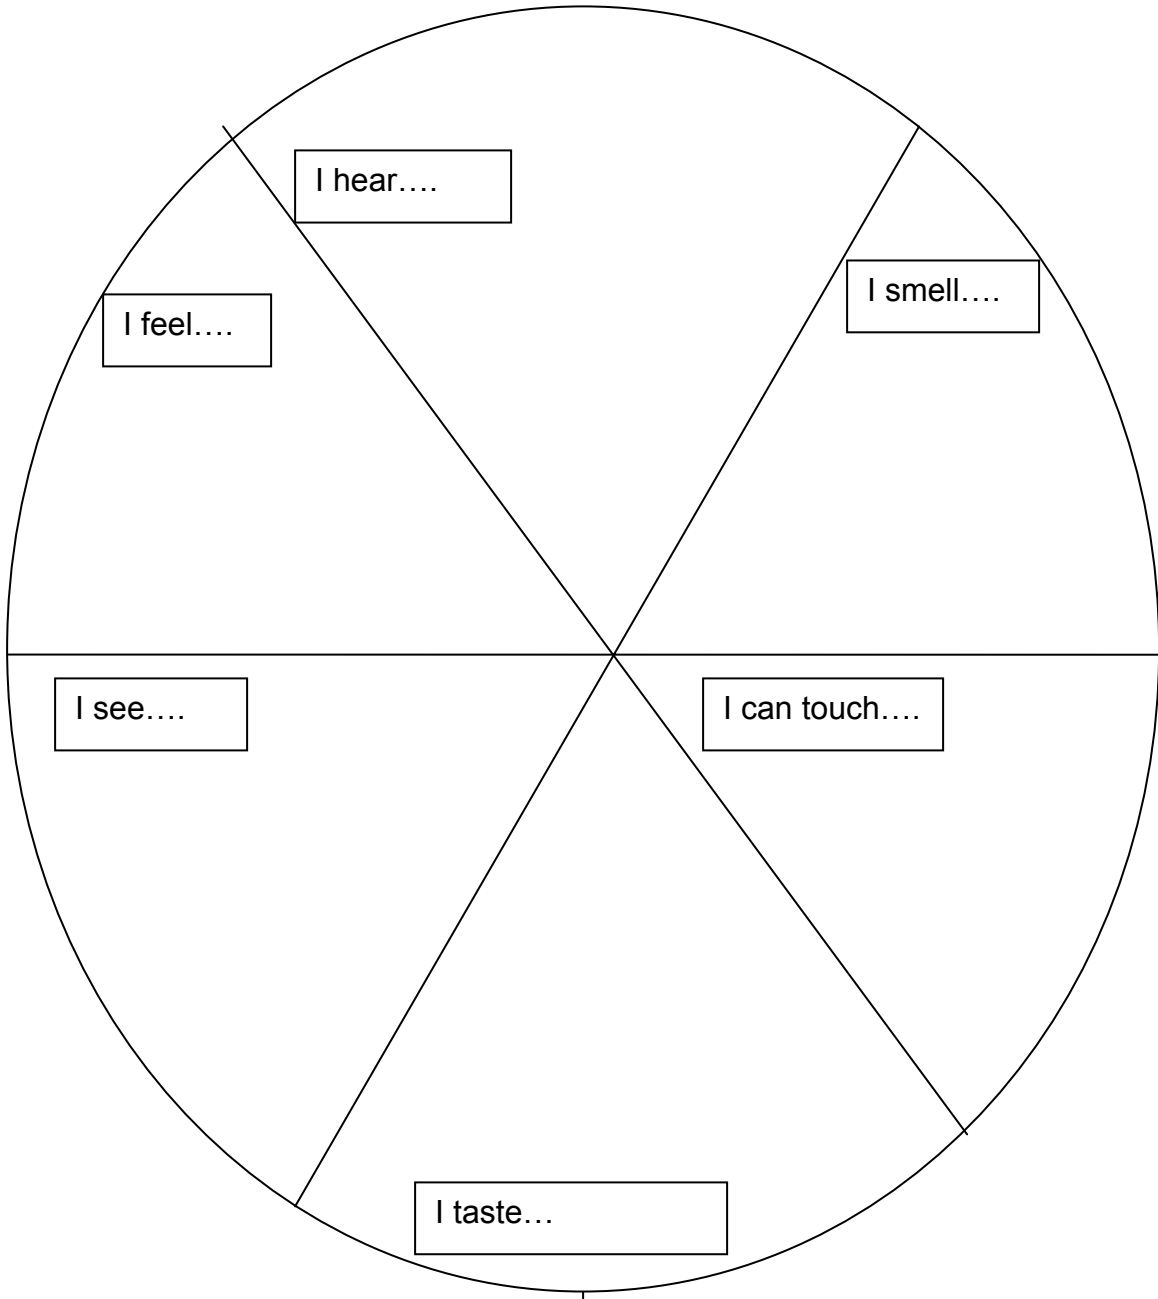 I hear….
I smell….
I feel….
I see….
I can touch….
I taste…